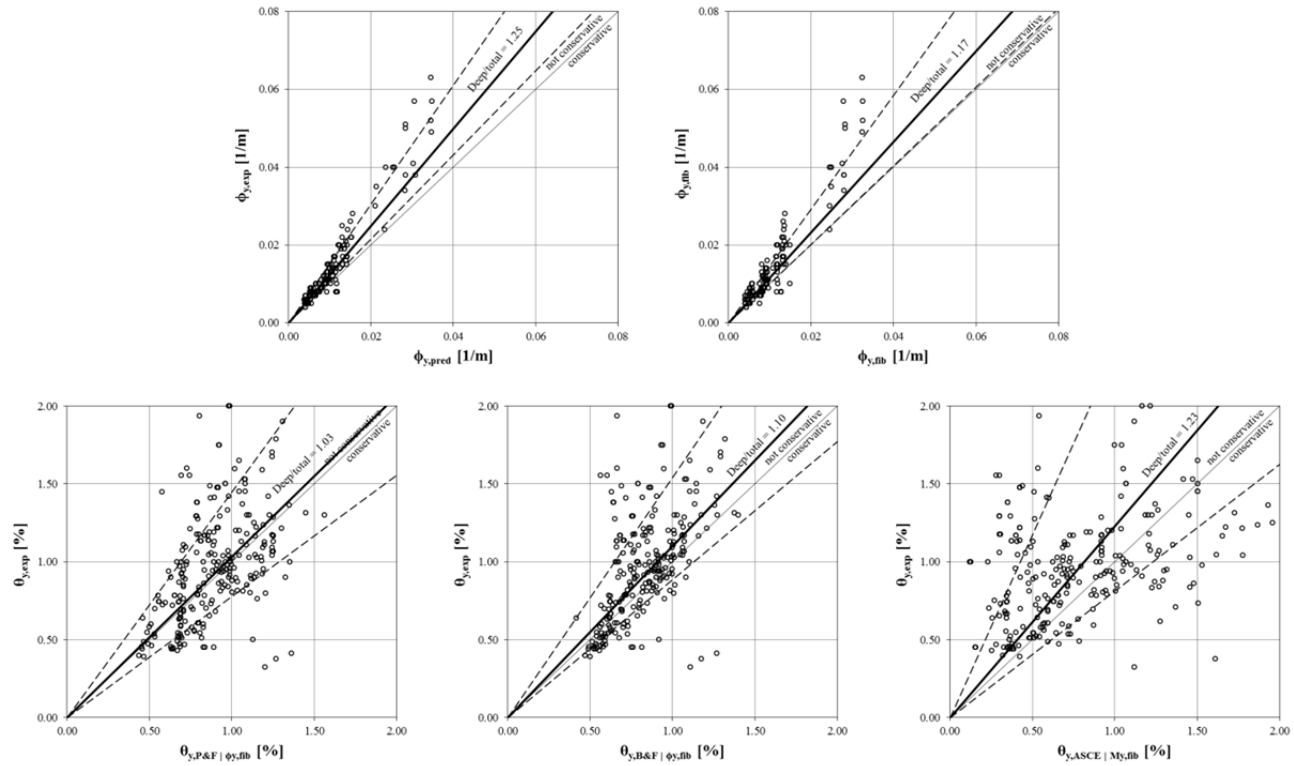 0.08
0.06
0.04
0.02
0.00
0.00 0.02 0.04 0.06 0.08
ϕy,exp [1/m]
ϕy,pred [1/m]
Deep/total = 1.25
not conservative
conservative
0.08
0.06
0.04
0.02
0.00
0.00 0.02 0.04 0.06 0.08
ϕy,fib [1/m]
ϕy,fib [1/m]
Deep/total = 1.17
not conservative
conservative
2.00
1.50
1.00
0.50
0.00
0.00 0.50 1.00 1.50 2.00
θy,exp [%]
θy,P&F | ϕy,fib [%]
Deep/total = 1.03
not conservative
conservative
2.00
1.50
1.00
0.50
0.00
0.00 0.50 1.00 1.50 2.00
θy,exp [%]
θy,B&F | ϕy,fib [%]
Deep/total = 1.10
not conservative
conservative
2.00
1.50
1.00
0.50
0.00
0.00 0.50 1.00 1.50 2.00
θy,exp [%]
θy,ASCE | My,fib [%]
Deep/total = 1.23
not conservative
conservative